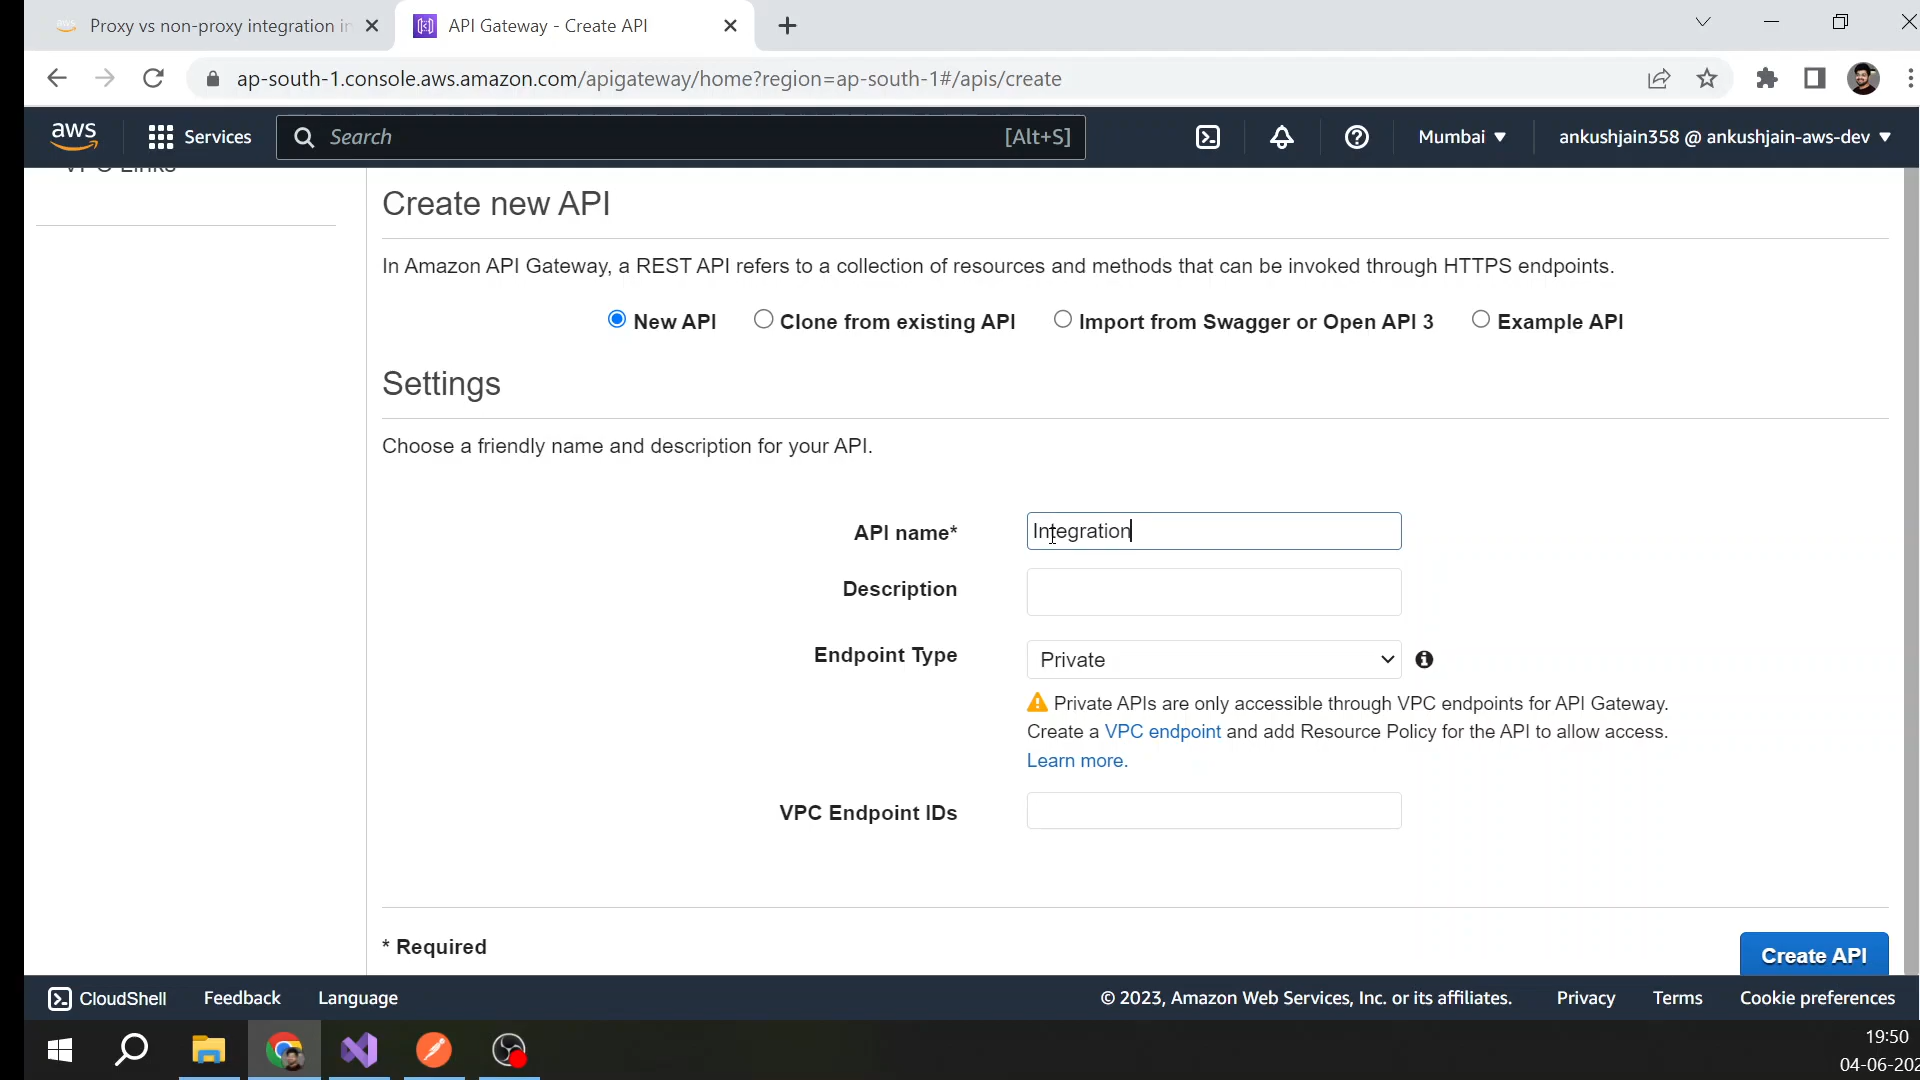 Proxy vs non-proxy integration in
API Gateway - Create API
ap-south-1.console.aws.amazon.com/apigateway/home?region=ap-south-1#/apis/create
aws
Services
Search
[Alt+S]
Mumbai
ankushjain358 @ ankushjain-aws-dev
VPC Links
Create new API
In Amazon API Gateway, a REST API refers to a collection of resources and methods that can be invoked through HTTPS endpoints.
New API
Clone from existing API
Import from Swagger or Open API 3
Example API
Settings
Choose a friendly name and description for your API.
API name*
Integration
Description
Endpoint Type
Private
Private APIs are only accessible through VPC endpoints for API Gateway.
Create a VPC endpoint and add Resource Policy for the API to allow access.
Learn more.
VPC Endpoint IDs
* Required
Create API
CloudShell
Feedback
Language
© 2023, Amazon Web Services, Inc. or its affiliates.
Privacy
Terms
Cookie preferences
19:50
04-06-202